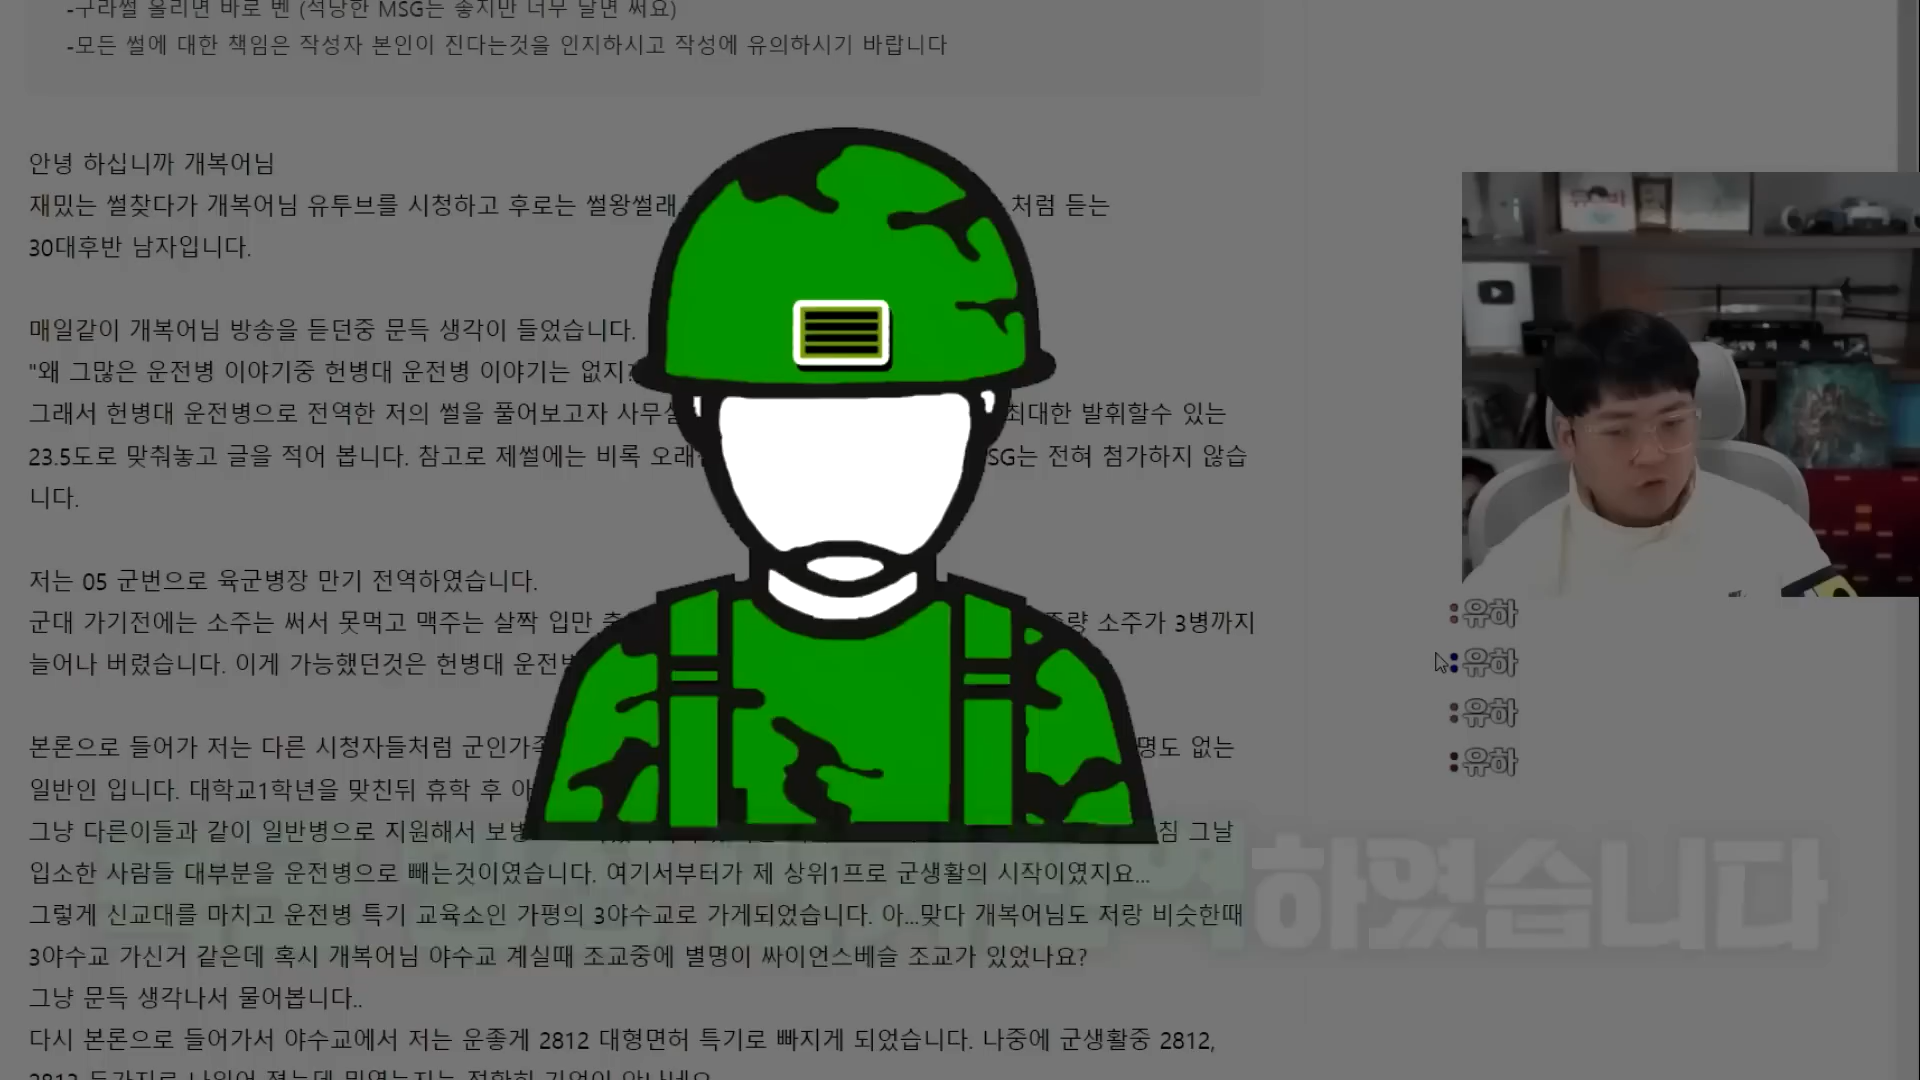 -구라썰 올리면 바로 벤 (적당한 MSG는 좋지만 너무 달면 써요)
-모든 썰에 대한 책임은 작성자 본인이 진다는것을 인지하시고 작성에 유의하시기 바랍니다
안녕 하십니까 개복어님
재밌는 썰찾다가 개복어님 유투브를 시청하고 후로는 썰왕썰래 처럼 듣는
30대후반 남자입니다.
매일같이 개복어님 방송을 듣던중 문득 생각이 들었습니다.
"왜 그많은 운전병 이야기중 헌병대 운전병 이야기는 없지?
그래서 헌병대 운전병으로 전역한 저의 썰을 풀어보고자 최대한 발휘할수 있는
23.5도로 맞춰놓고 글을 적어 봅니다. 참고로 제썰에는 비록 SG는 전혀 첨가하지 않습
니다.
저는 05 군번으로 육군병장 만기 전역하였습니다.
군대 가기전에는 소주는 써서 못먹고 맥주는 살짝 입만 소주가 3병까지
늘어나 버렸습니다. 이게 가능했던것은 헌병대
본론으로 들어가 저는 다른 시청자들처럼 명도 없는
일반인 입니다. 대학교1학년을 맞친뒤 휴학 후
그냥 다른이들과 같이 일반병으로 지원해서 침 그날
입소한 사람들 대부분을 운전병으로 빼는것이였습니다. 여기서부터가 제 상위1프로 군생활의 시작이였지요...
하였습니다
그렇게 신교대를 마치고 운전병 특기 교육소인 가평의 3야수교로 가게되었습니다. 아...맞다 개복어님도 저랑 비슷한때
3야수교 가신거 같은데 혹시 개복어님 야수교 계실때 조교중에 별명이 싸이언스베슬 조교가 있었나요?
그냥 문득 생각나서 물어봅니다..
다시 본론으로 들어가서 야수교에서 저는 운좋게 2812 대형면허 특기로 빠지게 되었습니다. 나중에 군생활중 2812,
:유하
:유하
:유하
:유하